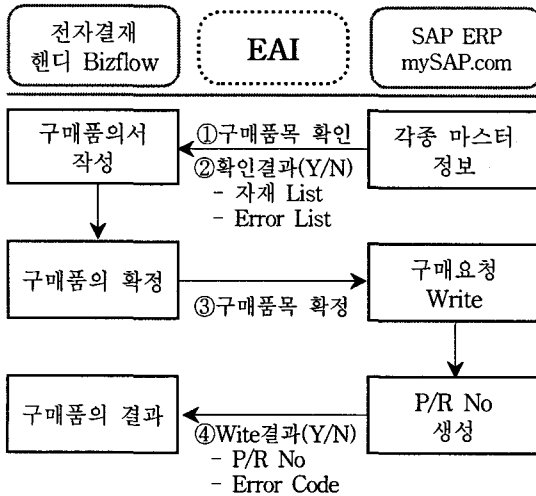 전자결재
핸디 Bizflow
EAI
SAP ERP
mySAP.com
구매품의서
작성
①구매품목 확인
②확인결과(Y/N)
- 자재 List
- Error List
각종 마스터
정보
구매품의 확정
③구매품목 확정
구매요청
Write
구매품의 결과
④Wite결과(Y/N)
- P/R No
- Error Code
P/R No
생성